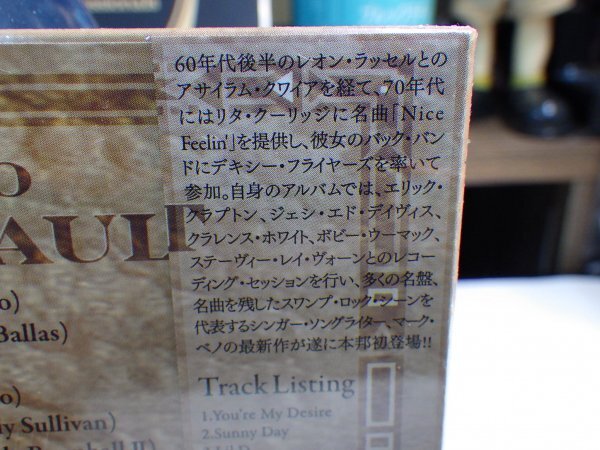 60年代後半のレオン・ラッセルとの
アサイラム・クワイアを経て、70年代
にはリタ・クーリッジに名曲「Nice
Feelin'」を提供し、彼女のバック・バン
ドにデキシー・フライヤーズを率いて
参加。自身のアルバムでは、エリック・
クラプトン、ジェシ・エド・デイヴィス、
クラレンス・ホワイト、ボビー・ウーマック、
ステーヴィー・レイ・ヴォーンとのレコー
ディング・セッションを行い、多くの名盤、
名曲を残したスワンプ・ロック・シーンを
代表するシンガー・ソングライター、マーク・
ベノの最新作が遂に本邦初登場!!
Track Listing
1.You're My Desire
2.Sunny Day
O
AULT
o)
Ballas)
o)
Sullivan)
II)